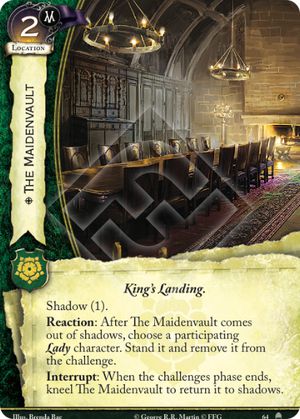 2
LOCATION
THE MAIDENVAULT
King's Landing.
Shadow (1).
Reaction: After The Maidenvault comes
out of shadows, choose a participating
Lady character. Stand it and remove it from
the challenge.
Interrupt: When the challenges phase ends,
kneel The Maidenvault to return it to shadows.
Illus. Brenda Bae
© George R.R. Martin © FFG
64